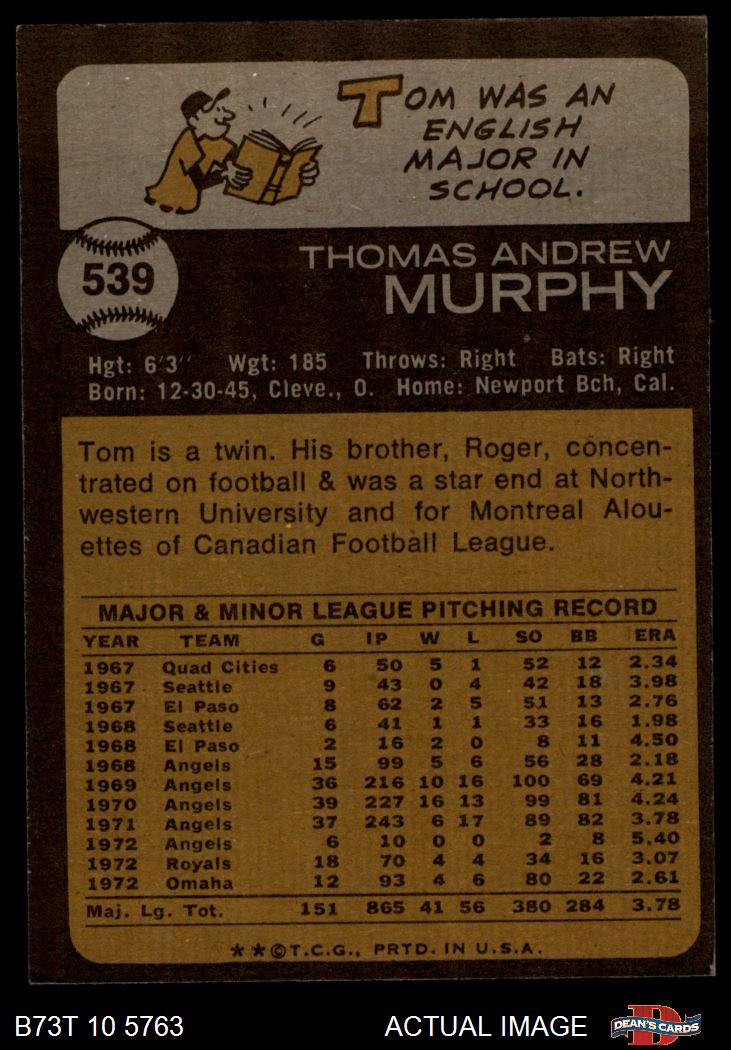 TOM WAS AN
ENGLISH
MAJOR IN
SCHOOL.
539
THOMAS ANDREW
MURPHY
Hgt: 6'3" Wgt: 185 Throws: Right Bats: Right
Born: 12-30-45, Cleve., O. Home: Newport Bch, Cal.
Tom is a twin. His brother, Roger, concen-
trated on football & was a star end at North-
western University and for Montreal Alou-
ettes of Canadian Football League.
MAJOR & MINOR LEAGUE PITCHING RECORD
YEAR TEAM G IP W L SO BB ERA
1967 Quad Cities 6 50 5 1 52 12 2.34
1967 Seattle 9 43 0 4 42 18 3.98
1967 El Paso 8 62 2 5 51 13 2.76
1968 Seattle 6 41 1 1 33 16 1.98
1968 El Paso 2 16 2 0 8 11 4.50
1968 Angels 15 99 5 6 56 28 2.18
1969 Angels 36 216 10 16 100 69 4.21
1970 Angels 39 227 16 13 99 81 4.24
1971 Angels 37 243 6 17 89 82 3.78
1972 Angels 6 10 0 0 2 8 5.40
1972 Royals 18 70 4 4 34 16 3.07
1972 Omaha 12 93 4 6 80 22 2.61
Maj. Lg. Tot. 151 865 41 56 380 284 3.78
**©T.C.G., PRTD. IN U.S.A.
B73T 10 5763 ACTUAL IMAGE D DEAN'S CARDS